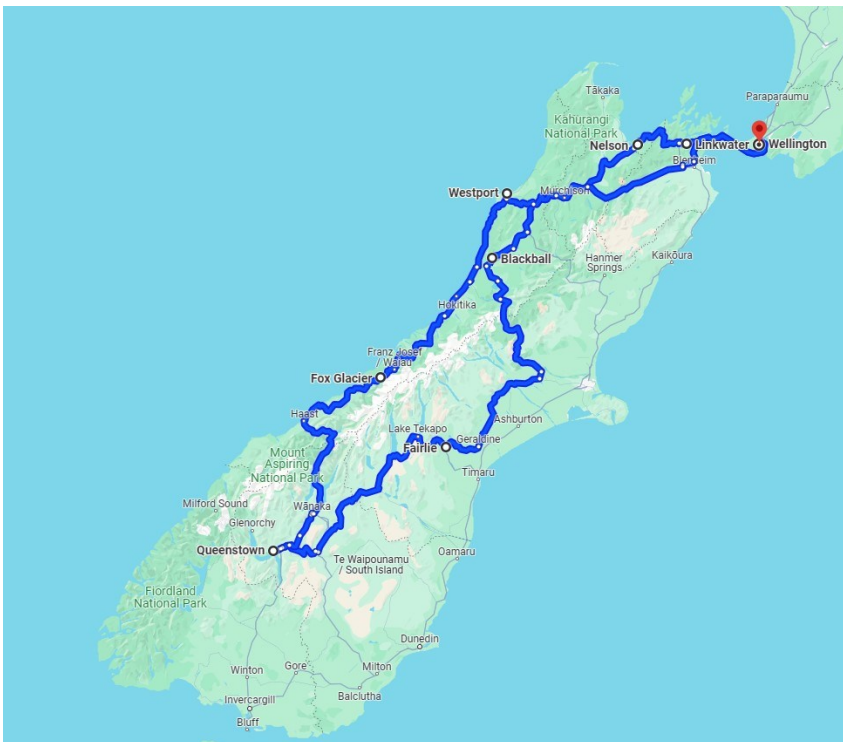 Tākaka
Paraparaumu
Kahurangi
National Park
Nelson
Linkwater
Wellington
Blenheim
Westport
Murchison
Blackball
Hanmer
Springs
Kaikōura
Hokitika
Franz Josef
/ Waiau
Fox Glacier
Haast
Lake Tekapo
Ashburton
Geraldine
Fairlie
Mount
Aspiring
National Park
Timaru
Milford Sound
Wānaka
Glenorchy
Queenstown
Te Waipounamu
/ South Island
Oamaru
Fiordland
National Park
Dunedin
Winton
Gore
Milton
Balclutha
Invercargill
Bluff